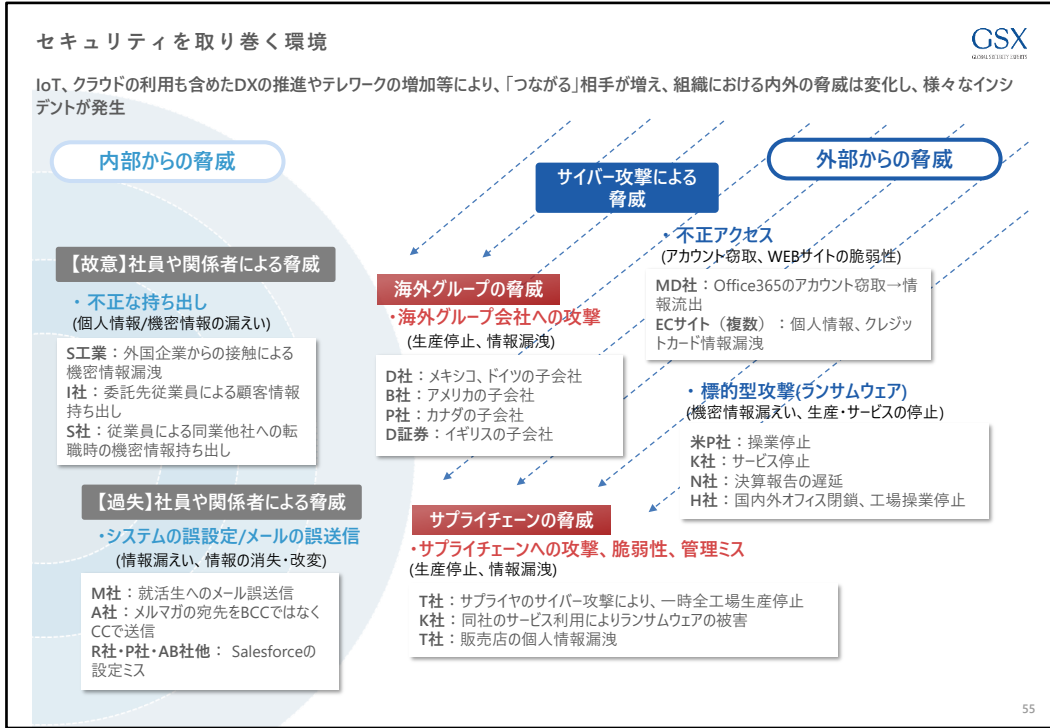 セキュリティを取り巻く環境
GSX
GLOBAL SECURITY EXPERTS
IoT、クラウドの利用も含めたDXの推進やテレワークの増加等により、「つながる」相手が増え、組織における内外の脅威は変化し、様々なインシ
デントが発生
内部からの脅威
外部からの脅威
サイバー攻撃による
脅威
【故意】社員や関係者による脅威
・不正な持ち出し
(個人情報/機密情報の漏えい)
S工業：外国企業からの接触による
機密情報漏洩
I社：委託先従業員による顧客情報
持ち出し
S社：従業員による同業他社への転
職時の機密情報持ち出し
【過失】社員や関係者による脅威
・システムの誤設定/メールの誤送信
(情報漏えい、情報の消失・改変)
M社：就活生へのメール誤送信
A社：メルマガの宛先をBCCではなく
CCで送信
R社・P社・AB社他： Salesforceの
設定ミス
海外グループの脅威
・海外グループ会社への攻撃
(生産停止、情報漏洩)
D社：メキシコ、ドイツの子会社
B社：アメリカの子会社
P社：カナダの子会社
D証券：イギリスの子会社
サプライチェーンの脅威
・サプライチェーンへの攻撃、脆弱性、管理ミス
(生産停止、情報漏洩)
T社：サプライヤのサイバー攻撃により、一時全工場生産停止
K社：同社のサービス利用によりランサムウェアの被害
T社：販売店の個人情報漏洩
・不正アクセス
(アカウント窃取、WEBサイトの脆弱性)
MD社：Office365のアカウント窃取→情
報流出
ECサイト（複数）：個人情報、クレジッ
トカード情報漏洩
・標的型攻撃(ランサムウェア)
(機密情報漏えい、生産・サービスの停止)
米P社：操業停止
K社：サービス停止
N社：決算報告の遅延
H社：国内外オフィス閉鎖、工場操業停止
55